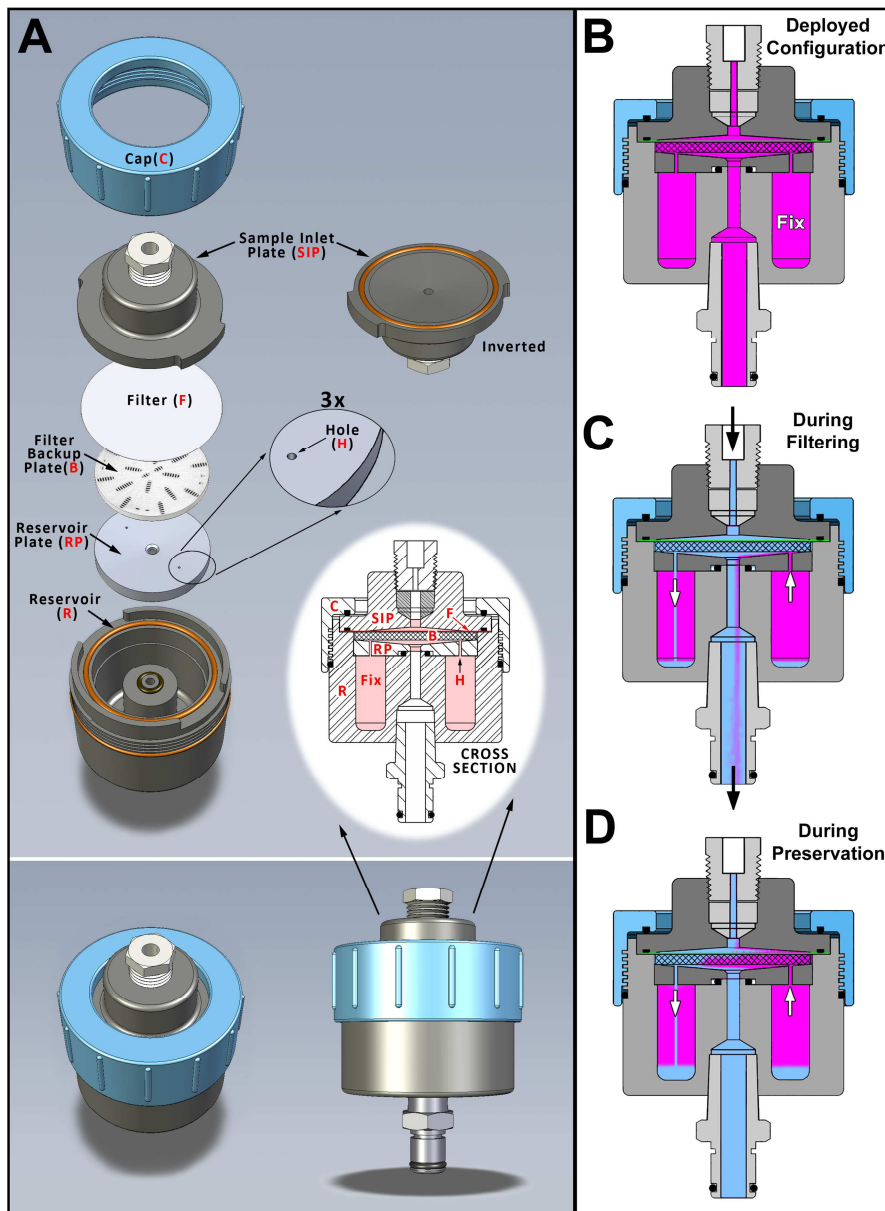 A
Cap(C)
Sample Inlet
Plate (SIP)
Inverted
Filter (F)
3x
Hole
(H)
Filter
Backup
Plate(B)
Reservoir
Plate (RP)
Reservoir
(R)
C
SIP
F
B
RP
R
Fix
H
CROSS
SECTION
B
Deployed
Configuration
Fix
C
During
Filtering
D
During
Preservation